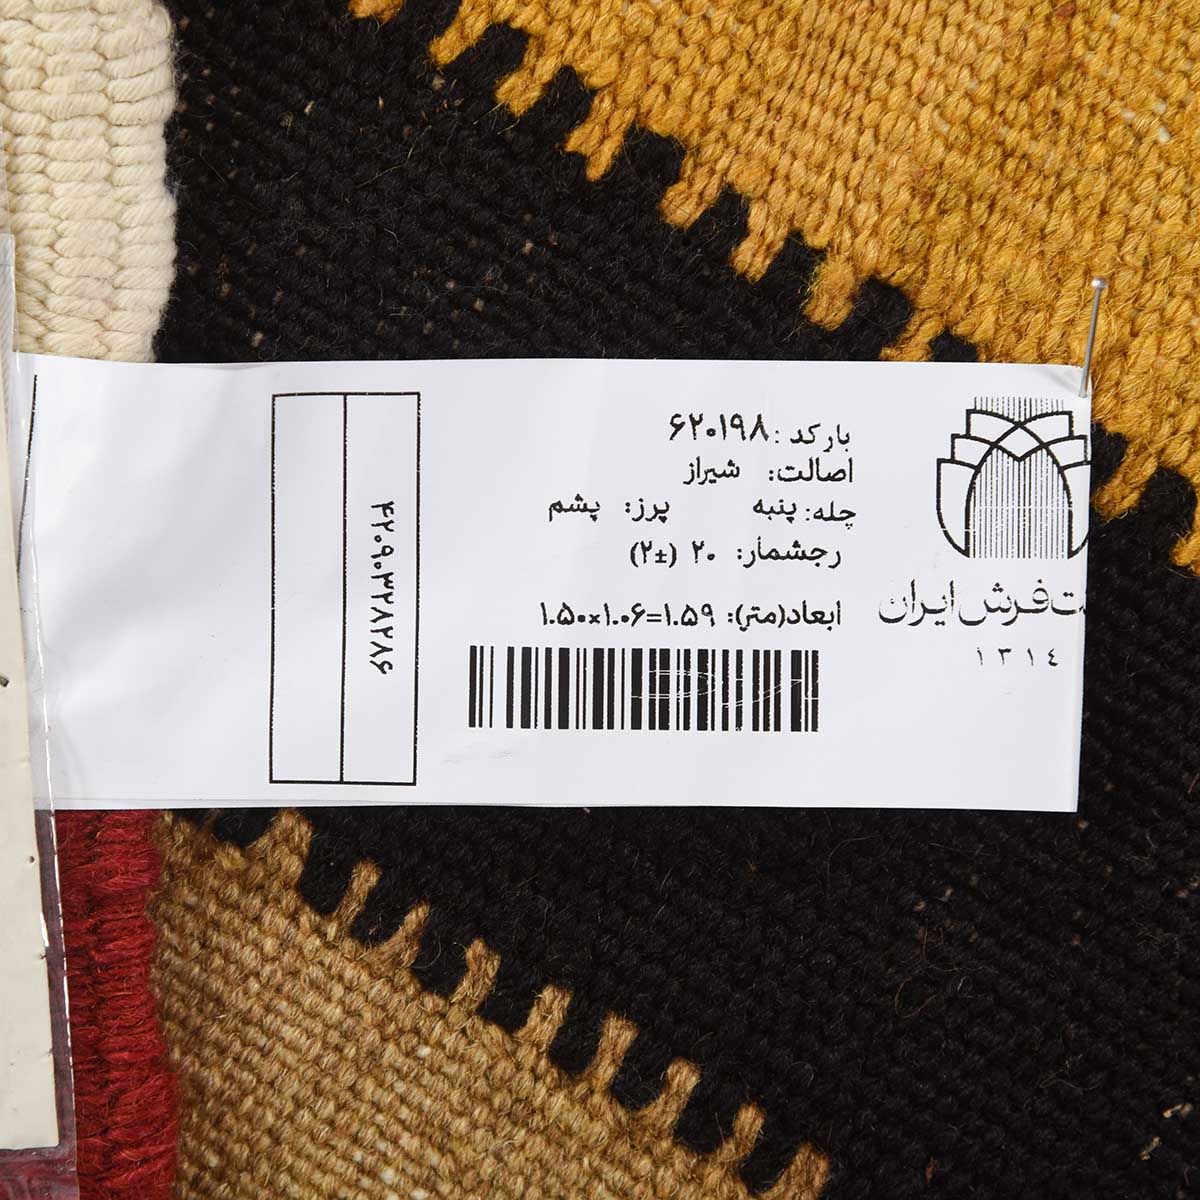 بارکد: ۶۲۰۱۹۸
اصالت: شیراز
چله: پنبه پرز: پشم
رجشمار: ۲۰ (±۲)
ابعاد(متر): ۱.۵۰×۱.۰۶=۱.۵۹
فرش ایران
۱۳۱۴
۴۲۰۹۰۳۲۸۲۸۶